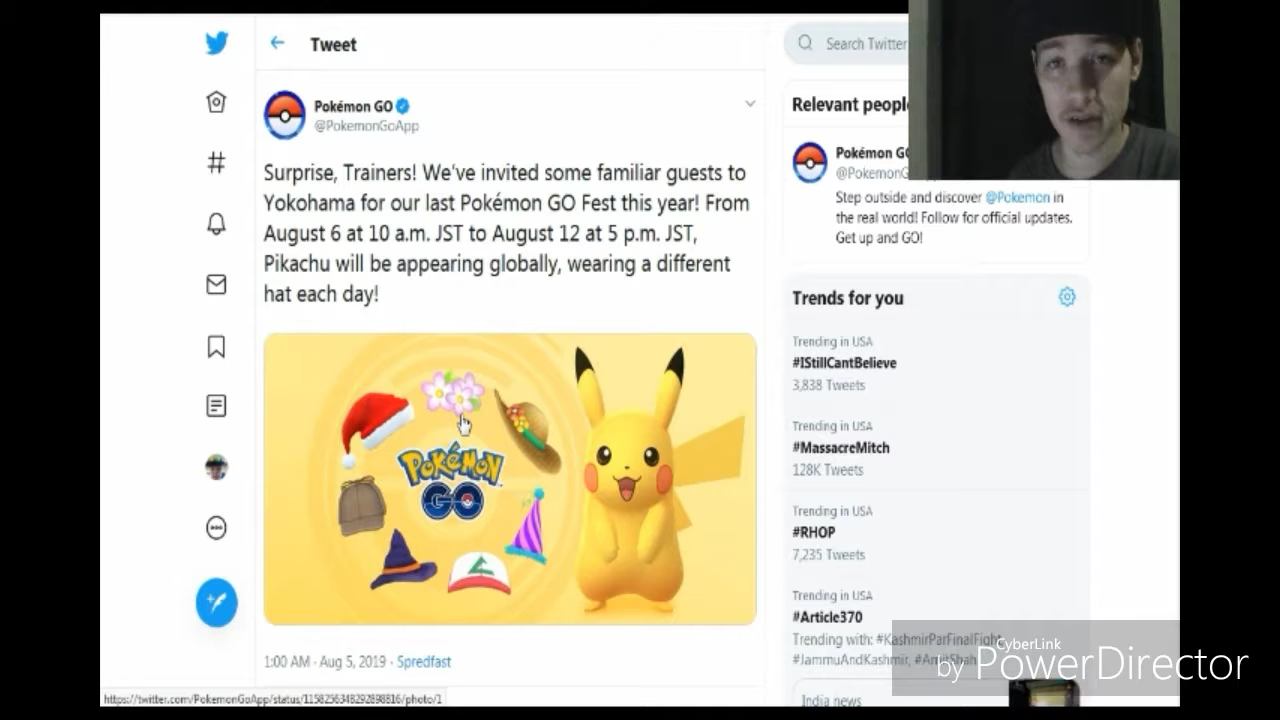 Tweet
Search Twitter
Pokémon GO
@PokemonGoApp
Surprise, Trainers! We've invited some familiar guests to
Yokohama for our last Pokémon GO Fest this year! From
August 6 at 10 a.m. JST to August 12 at 5 p.m. JST,
Pikachu will be appearing globally, wearing a different
hat each day!
POKÉMON
GO
1:00 AM · Aug 5, 2019 · Spredfast
Relevant people
Pokémon GO
@PokemonG
Step outside and discover @Pokemon in
the real world! Follow for official updates.
Get up and GO!
Trends for you
Trending in USA
#IStillCantBelieve
3,838 Tweets
Trending in USA
#MassacreMitch
128K Tweets
Trending in USA
#RHOP
7,235 Tweets
Trending in USA
#Article370
Trending with: #KashmirParFinalFight,
#JammuAndKashmir, #AmitShah
India news
https://twitter.com/PokemonGoApp/status/1158256348292898816/photo/1
CyberLink
by PowerDirector